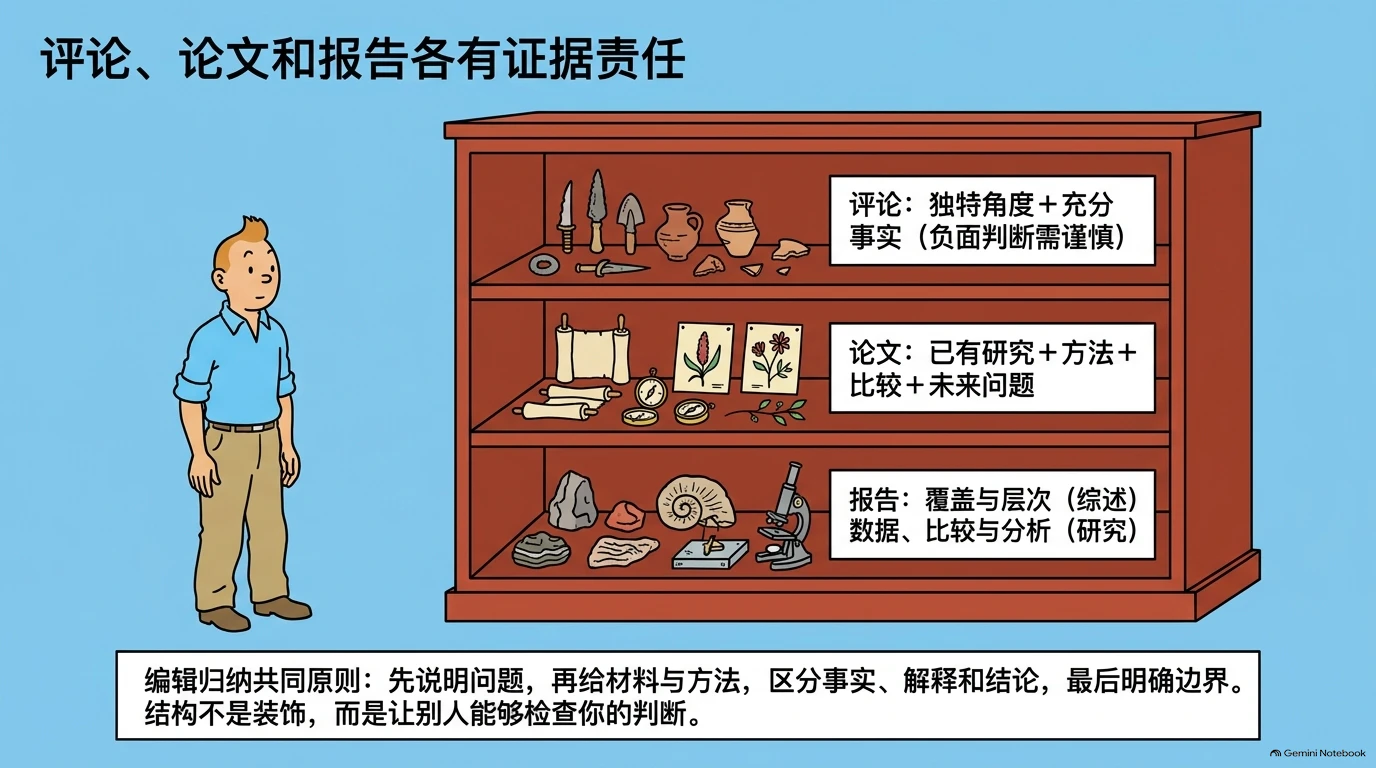 评论、论文和报告各有证据责任
评论：独特角度＋充分
事实（负面判断需谨慎）
论文：已有研究＋方法＋
比较＋未来问题
报告：覆盖与层次（综述）
数据、比较与分析（研究）
编辑归纳共同原则：先说明问题，再给材料与方法，区分事实、解释和结论，最后明确边界。
结构不是装饰，而是让别人能够检查你的判断。
Gemini Notebook